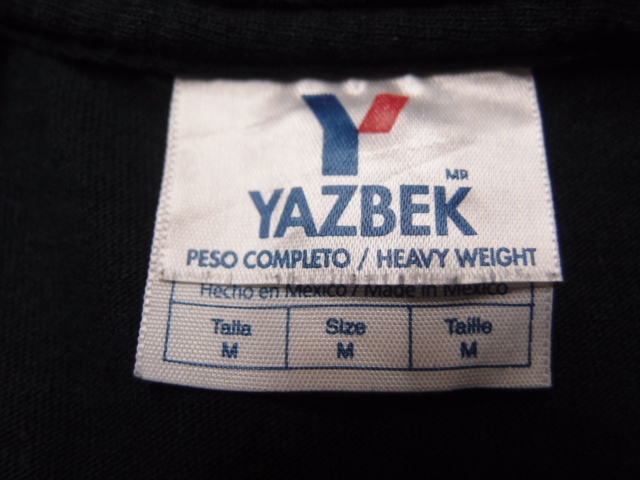 Y
MR
YAZBEK
PESO COMPLETO / HEAVY WEIGHT
Hecho en Mexico / Made in Mexico
Talla Size Taille
M M M